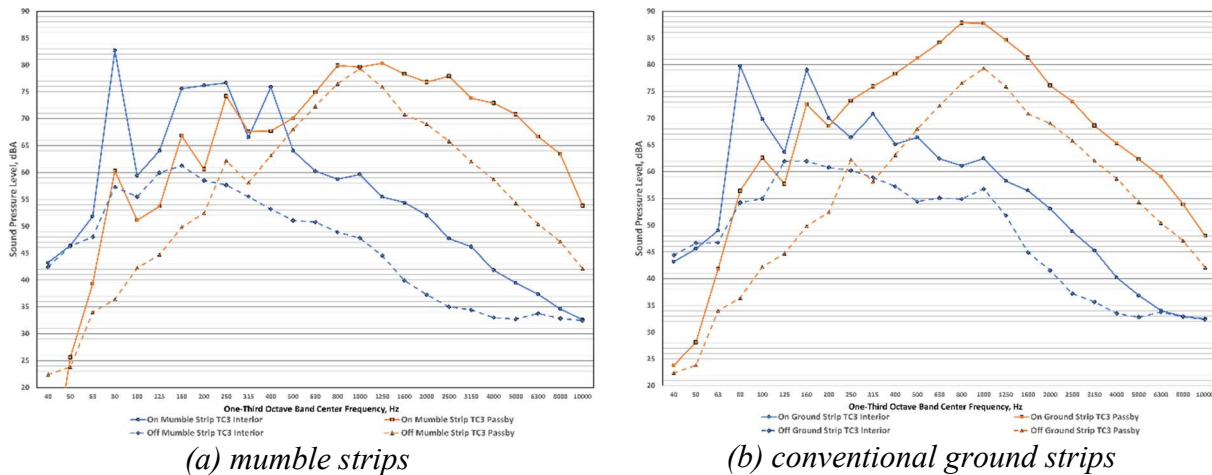 Sound Pressure Level, dBA
90
85
80
75
70
65
60
55
50
45
40
35
30
25
20
40 50 63 80 100 125 160 200 250 315 400 500 630 800 1000 1250 1600 2000 2500 3150 4000 5000 6300 8000 10000
One-Third Octave Band Center Frequency, Hz
On Mumble Strip TC3 Interior On Mumble Strip TC3 Passby
Off Mumble Strip TC3 Interior Off Mumble Strip TC3 Passby
(a) mumble strips
Sound Pressure Level, dBA
90
85
80
75
70
65
60
55
50
45
40
35
30
25
20
40 50 63 80 100 125 160 200 250 315 400 500 630 800 1000 1250 1600 2000 2500 3150 4000 5000 6300 8000 10000
One-Third Octave Band Center Frequency, Hz
On Ground Strip TC3 Interior On Ground Strip TC3 Passby
Off Ground Strip TC3 Interior Off Ground Strip TC3 Passby
(b) conventional ground strips